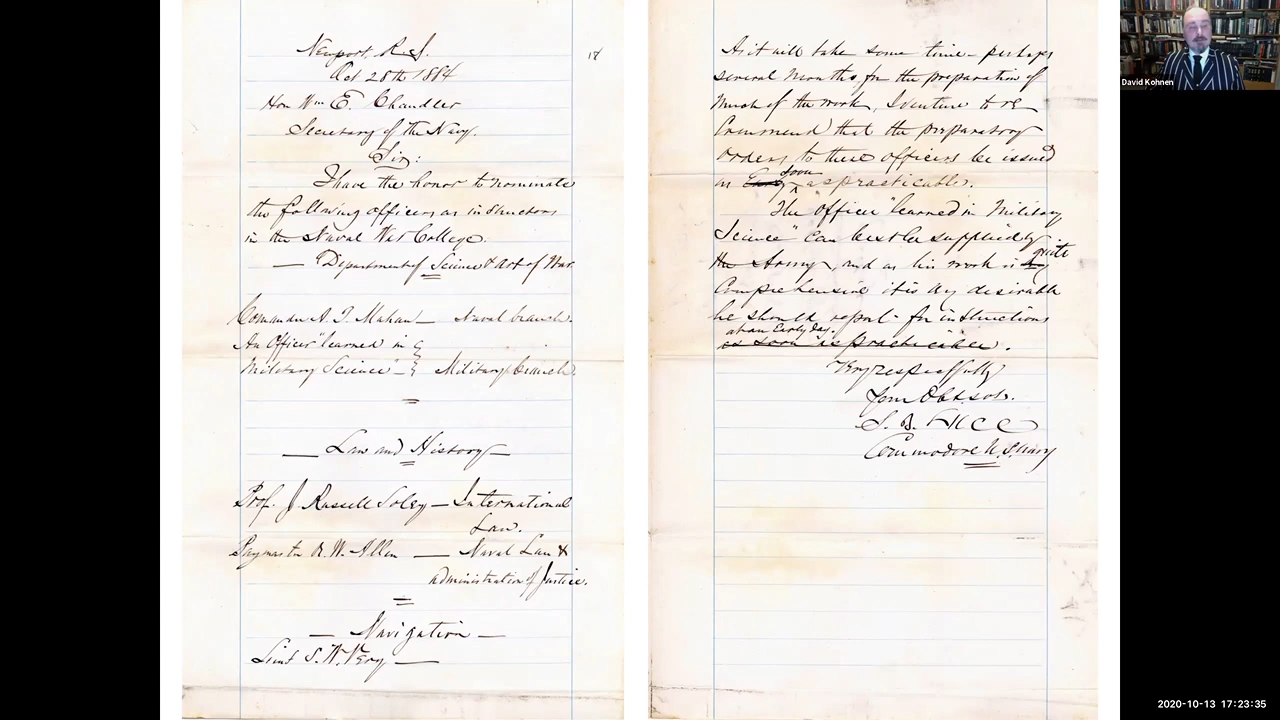 Newport, R.I.
Oct 28th 1884
Hon Wm E. Chandler
Secretary of the Navy.
Sir:
I have the honor to nominate
the following officers as instructors
in the Naval War College.
— Department of Science & Art of War.
Commander A. T. Mahan — Naval branch.
An Officer "learned in
Military Science" — } Military branch.
— Law and History —
Prof. J. Russell Soley — International
Law.
Paymaster R. W. Allen — Naval Law &
administration of Justice.
— Navigation —
Lieut S. W. Very —
As it will take some time – perhaps
several months, for the preparation of
much of the work, I venture to re
commend that the preparatory
orders to these officers be issued
as soon as practicable.
The "officer "learned in Military
Science" can best be supplied by
the Army, and as his work is quite
comprehensive it is desirable
he should report for instructions
at an early day.
as soon as practicable.
Very respectfully
Your Obt. Svt.
S. B. Luce
Commodore U. S. Navy
David Kohnen
2020-10-13 17:23:35